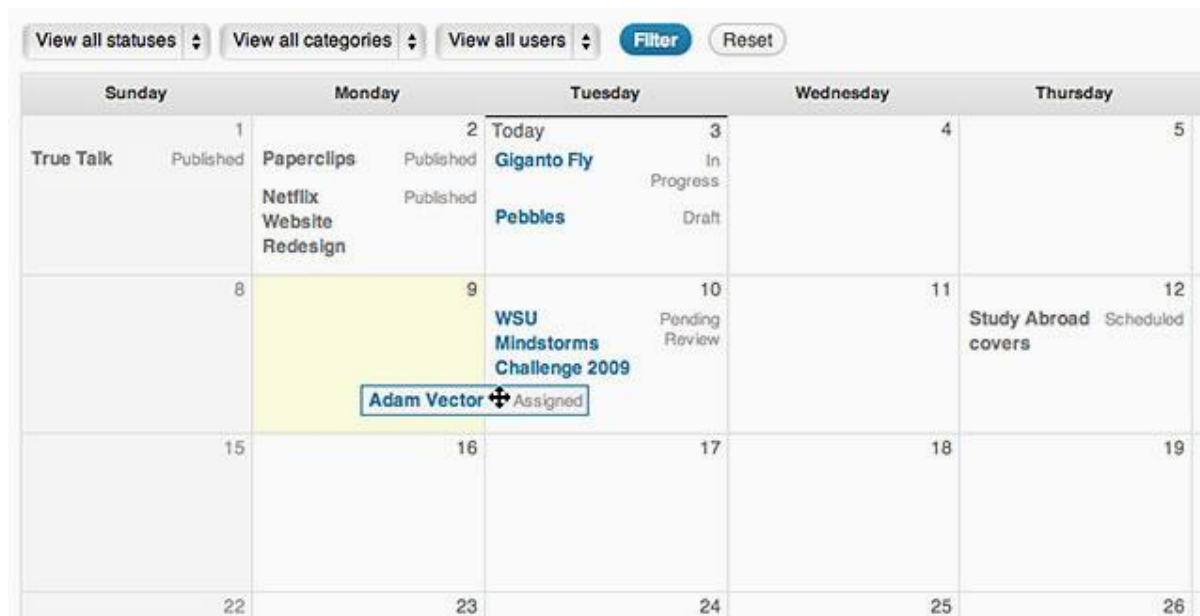 View all statuses View all categories View all users Filter Reset
Sunday Monday Tuesday Wednesday Thursday
1 2 Today 3 4 5
True Talk Published Paperclips Published Giganto Fly In
Progress
Netflix Published
Website Pebbles Draft
Redesign
8 9 10 11 12
WSU Pending Study Abroad Scheduled
Mindstorms Review covers
Challenge 2009
Adam Vector Assigned
15 16 17 18 19
22 23 24 25 26